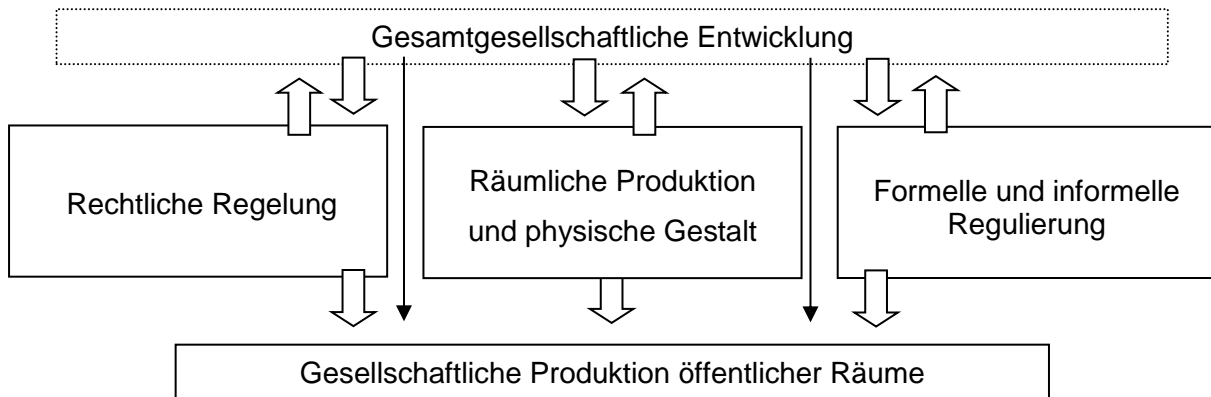 Gesamtgesellschaftliche Entwicklung
Rechtliche Regelung
Räumliche Produktion
und physische Gestalt
Formelle und informelle
Regulierung
Gesellschaftliche Produktion öffentlicher Räume